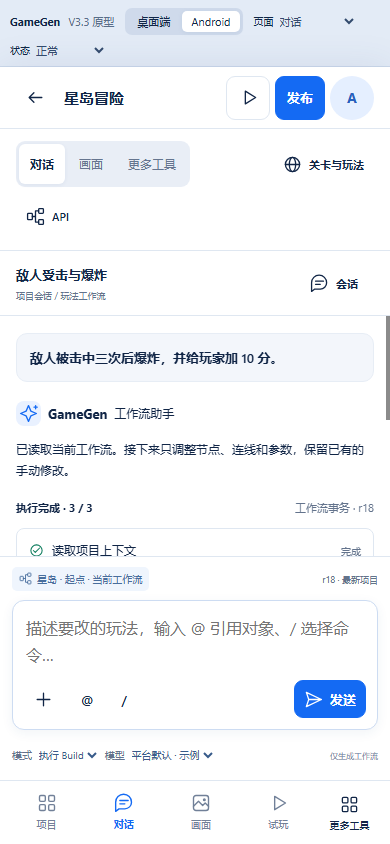 GameGen V3.3 原型 桌面端 Android 页面 对话
状态 正常
星岛冒险 发布 A
对话 画面 更多工具 关卡与玩法
API
敌人受击与爆炸
项目会话 / 玩法工作流
会话
敌人被击中三次后爆炸，并给玩家加 10 分。
GameGen 工作流助手
已读取当前工作流。接下来只调整节点、连线和参数，保留已有的
手动修改。
执行完成 · 3 / 3 工作流事务 · r18
读取项目上下文 完成
星岛 · 起点 · 当前工作流 r18 · 最新项目
描述要改的玩法，输入 @ 引用对象、/ 选择命
令...
@ / 发送
模式 执行 Build 模型 平台默认 · 示例 仅生成工作流
项目 对话 画面 试玩 更多工具